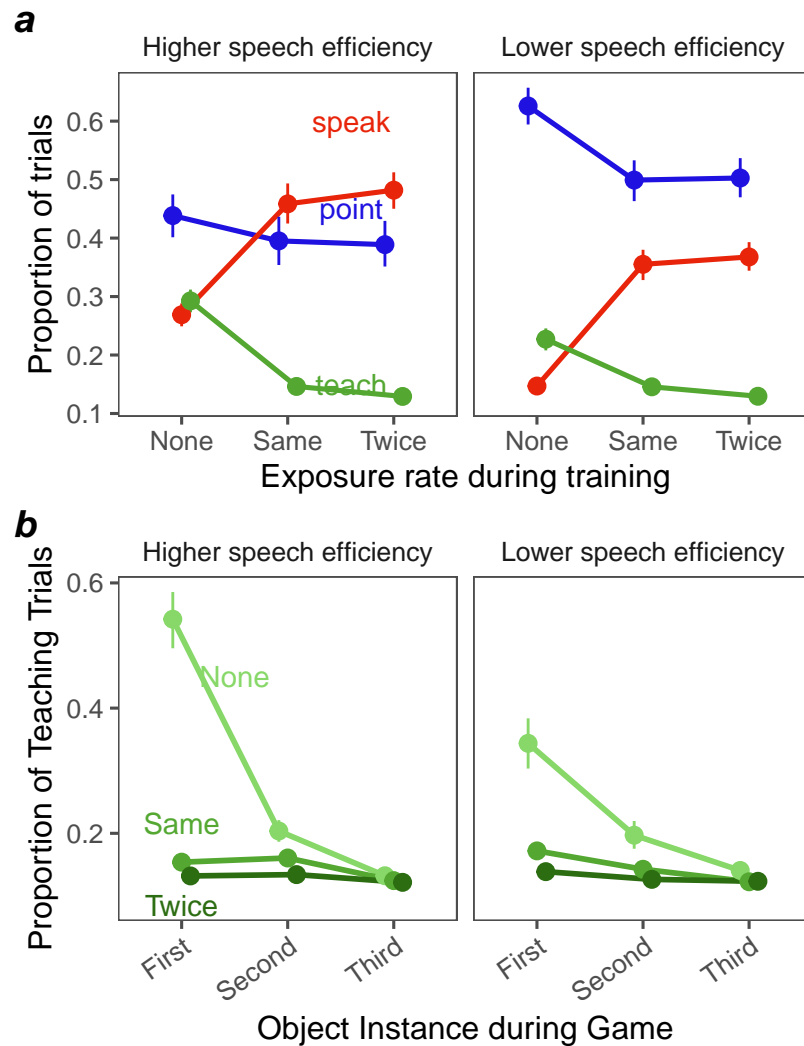 a
Higher speech efficiency Lower speech efficiency
Proportion of trials
0.6
0.5
0.4
0.3
0.2
0.1
speak
point
teach
None Same Twice None Same Twice
Exposure rate during training
b
Higher speech efficiency Lower speech efficiency
Proportion of Teaching Trials
0.6
0.4
0.2
None
Same
Twice
First Second Third First Second Third
Object Instance during Game